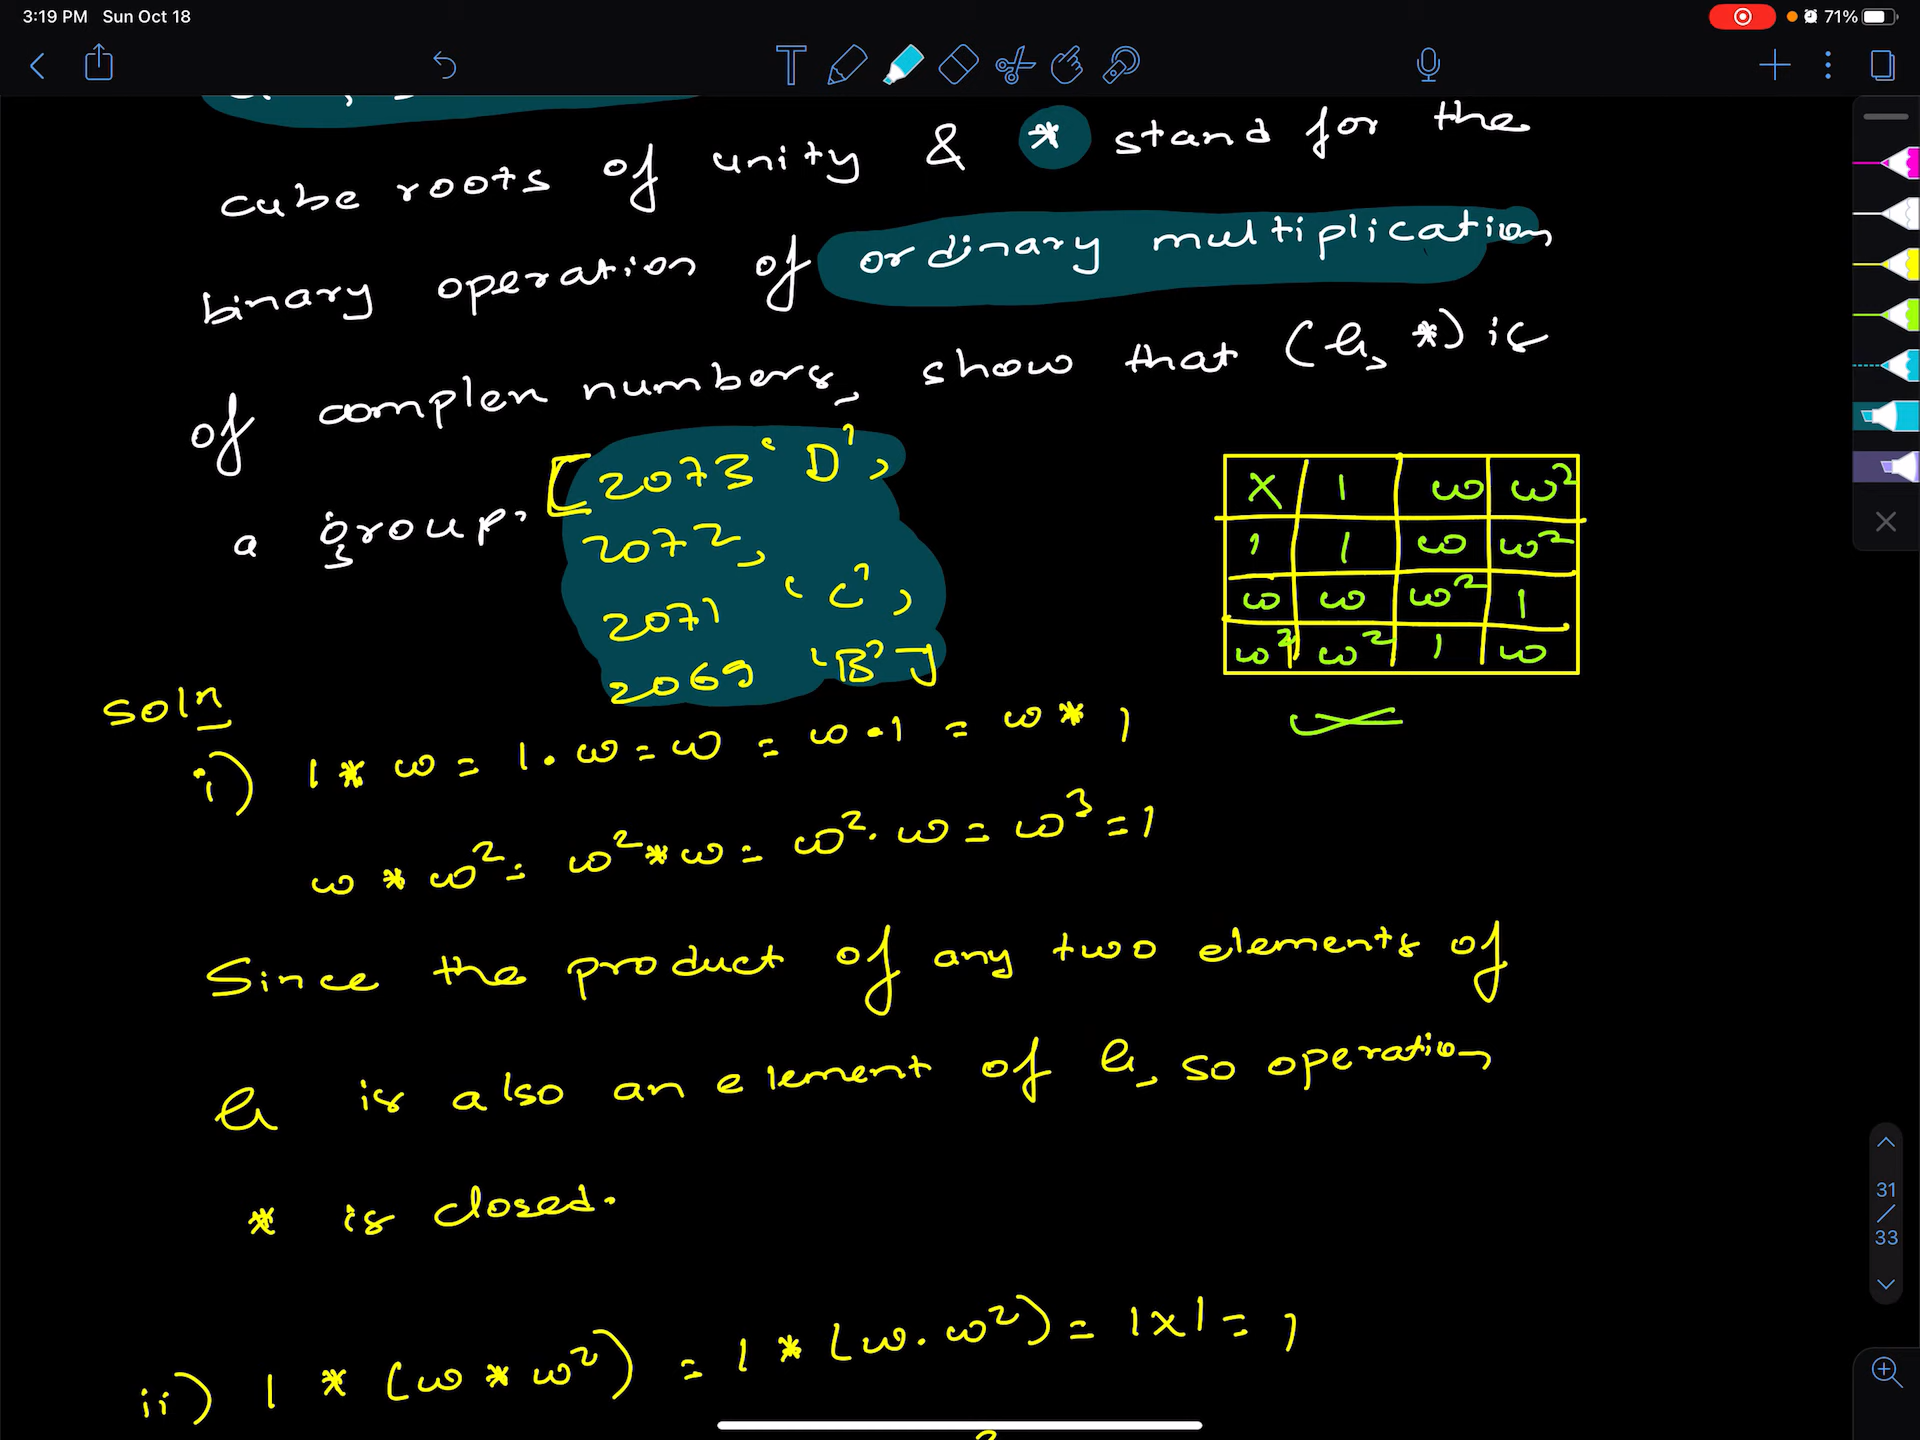 3:19 PM Sun Oct 18
71%
cube roots of unity & * stand for the
binary operation of ordinary multiplication
of complex numbers, show that (G, *) is
a group. [2073 'D',
2072,
2071 'C',
2069 'B']
× 1 ω ω²
1 1 ω ω²
ω ω ω² 1
ω² ω² 1 ω
Soln
i) 1 * ω = 1 . ω = ω = ω . 1 = ω * 1
ω * ω² = ω² * ω = ω² . ω = ω³ = 1
Since the product of any two elements of
G is also an element of G, so operation
* is closed.
ii) 1 * (ω * ω²) = 1 * (ω . ω²) = 1×1 = 1
31
/
33